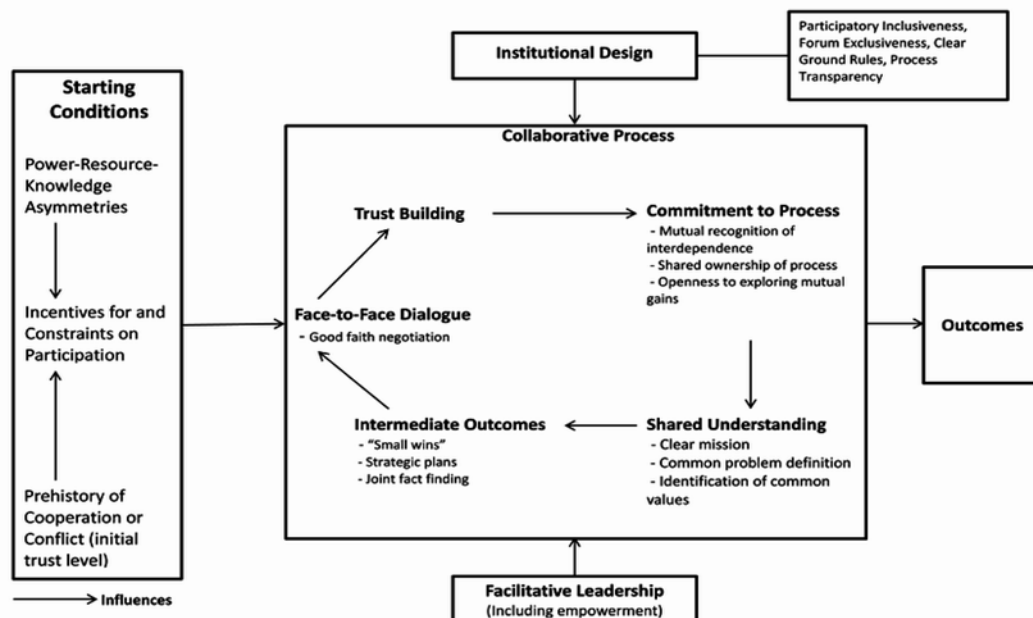 Starting
Conditions
Power-Resource-
Knowledge
Asymmetries
Incentives for and
Constraints on
Participation
Prehistory of
Cooperation or
Conflict (initial
trust level)
Influences
Institutional Design
Participatory Inclusiveness,
Forum Exclusiveness, Clear
Ground Rules, Process
Transparency
Collaborative Process
Trust Building
Commitment to Process
- Mutual recognition of
interdependence
- Shared ownership of process
- Openness to exploring mutual
gains
Face-to-Face Dialogue
- Good faith negotiation
Intermediate Outcomes
- “Small wins”
- Strategic plans
- Joint fact finding
Shared Understanding
- Clear mission
- Common problem definition
- Identification of common
values
Outcomes
Facilitative Leadership
(Including empowerment)